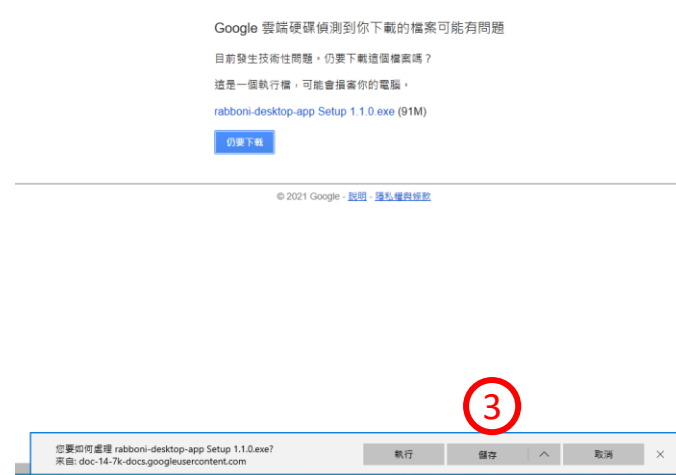 Google 雲端硬碟偵測到你下載的檔案可能有問題
目前發生技術性問題。仍要下載這個檔案嗎？
這是一個執行檔，可能會損害你的電腦。
rabboni-desktop-app Setup 1.1.0.exe (91M)
仍要下載
© 2021 Google - 說明 - 隱私權與條款
3
您要如何處理 rabboni-desktop-app Setup 1.1.0.exe?
來自: doc-14-7k-docs.googleusercontent.com
執行
儲存
取消